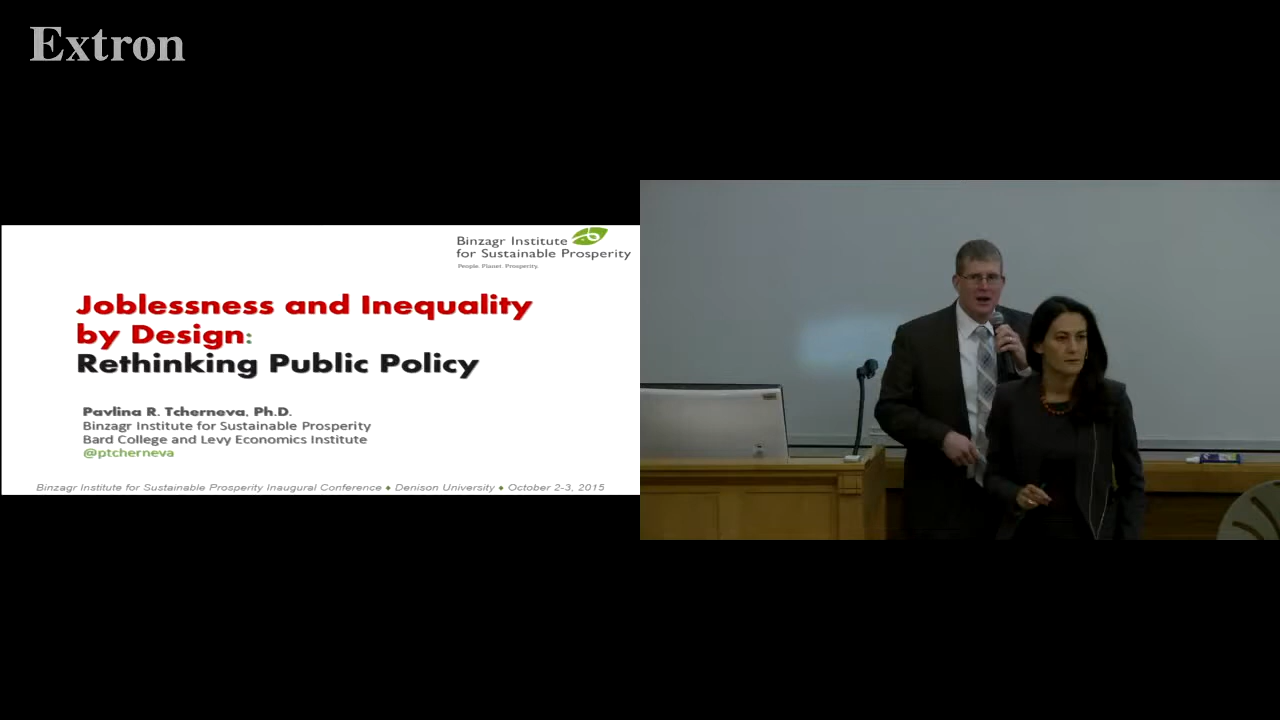 Extron
Binzagr Institute
for Sustainable Prosperity
People. Planet. Prosperity.
Joblessness and Inequality
by Design:
Rethinking Public Policy
Pavlina R. Tcherneva, Ph.D.
Binzagr Institute for Sustainable Prosperity
Bard College and Levy Economics Institute
@ptcherneva
Binzagr Institute for Sustainable Prosperity Inaugural Conference ♦ Denison University ♦ October 2-3, 2015